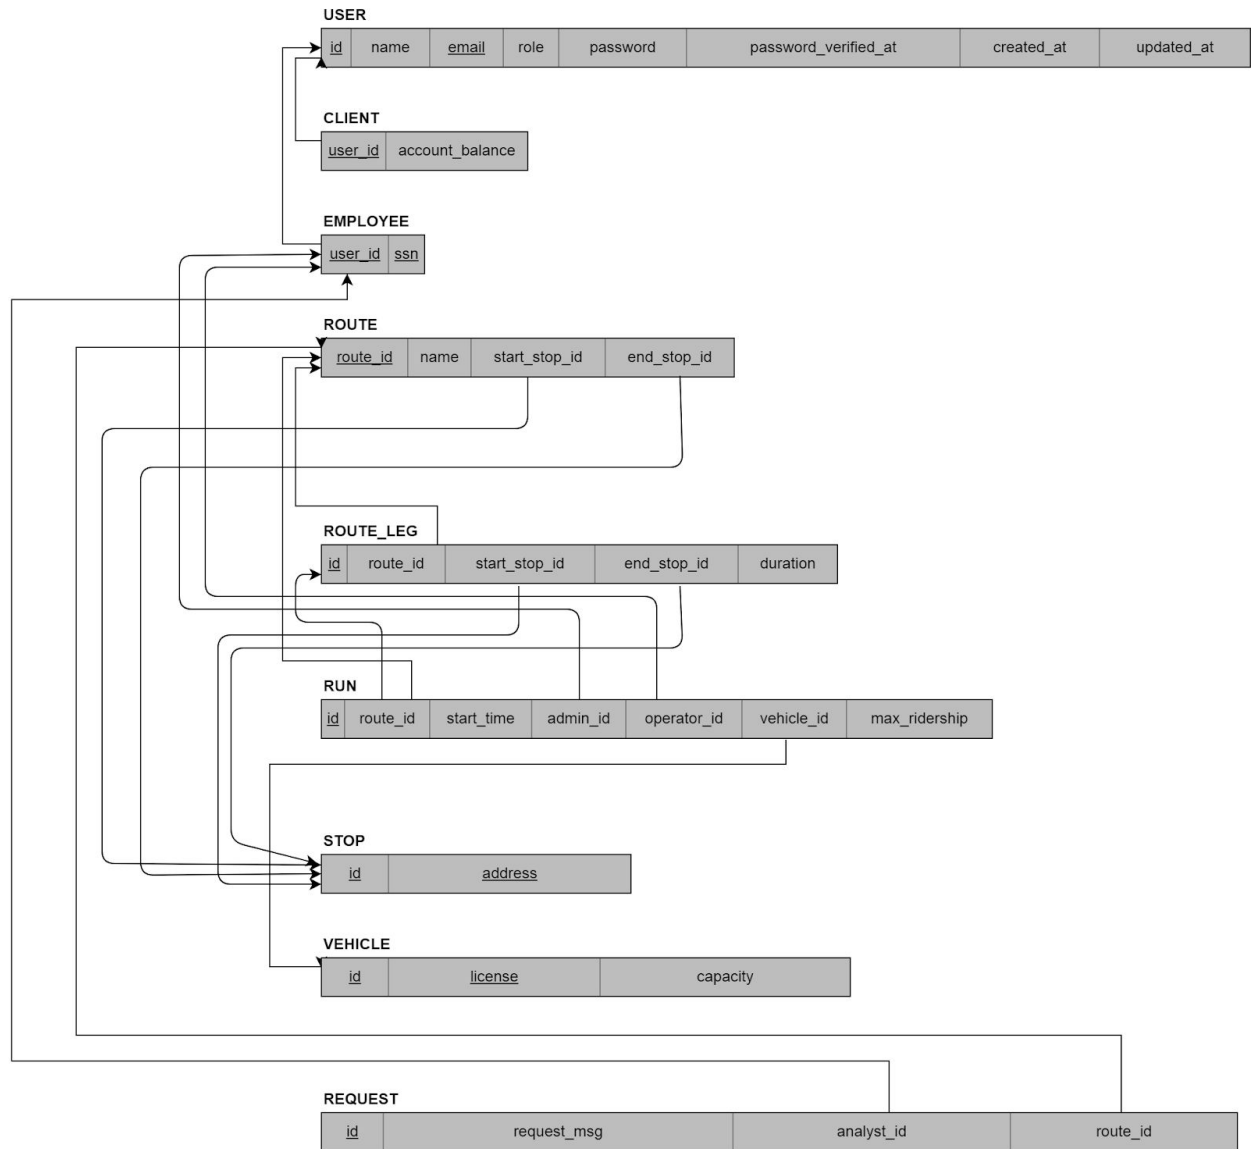 USER
id name email role password password_verified_at created_at updated_at
CLIENT
user_id account_balance
EMPLOYEE
user_id ssn
ROUTE
route_id name start_stop_id end_stop_id
ROUTE_LEG
id route_id start_stop_id end_stop_id duration
RUN
id route_id start_time admin_id operator_id vehicle_id max_ridership
STOP
id address
VEHICLE
id license capacity
REQUEST
id request_msg analyst_id route_id